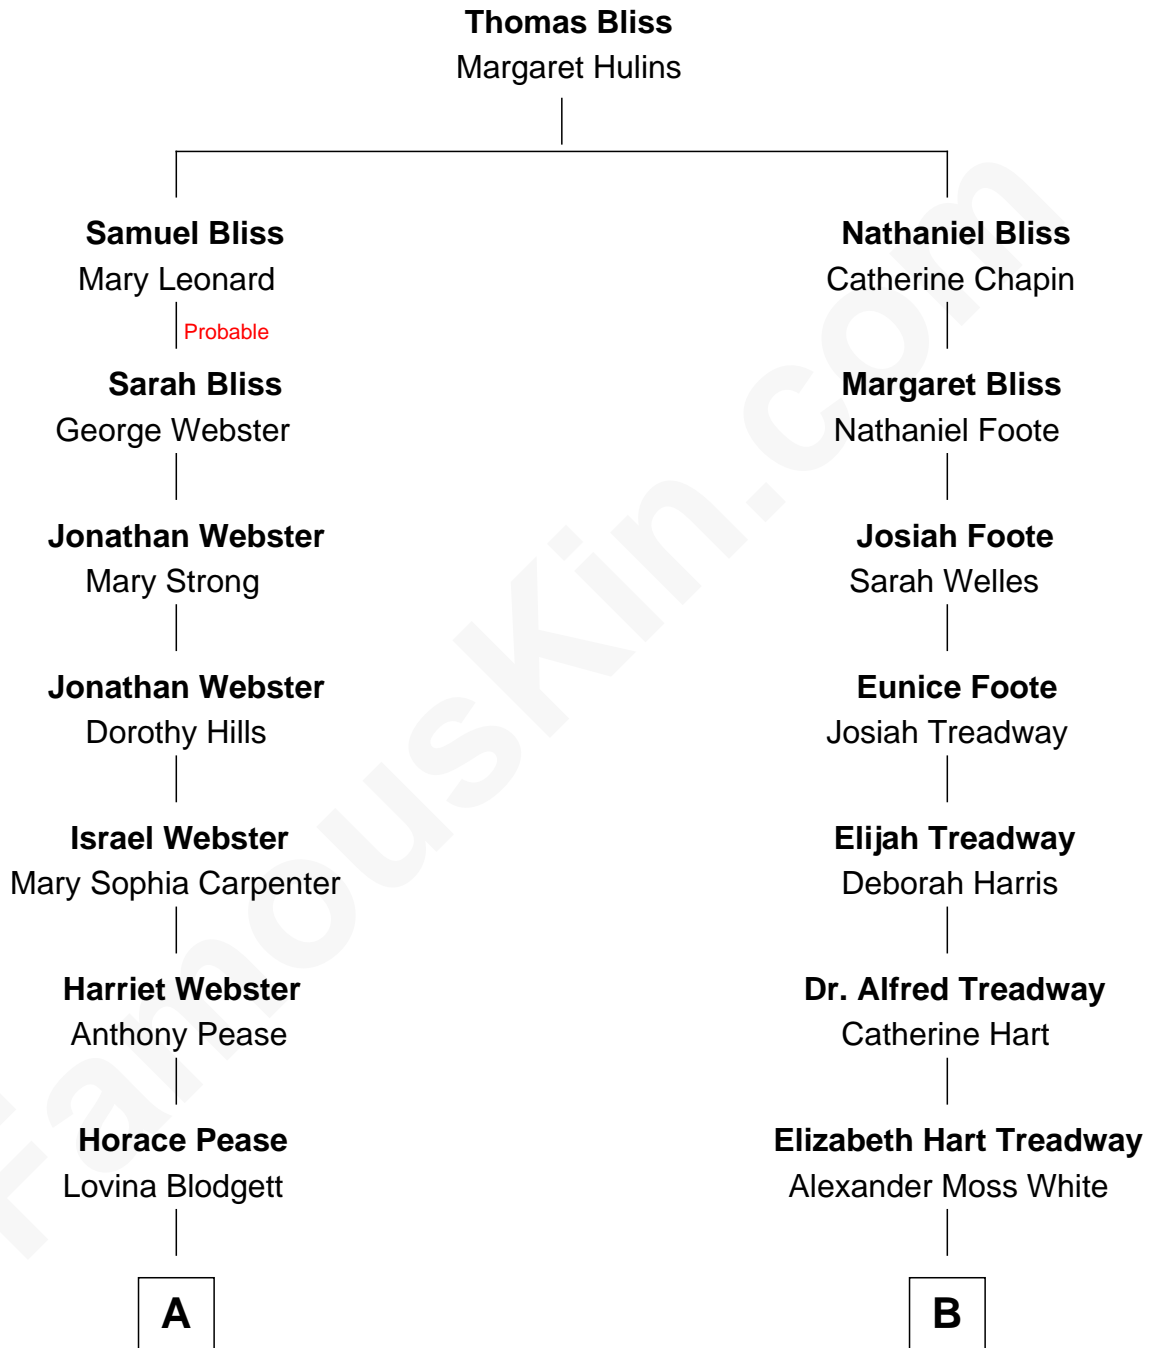 Thomas Bliss
Margaret Hulins
Samuel Bliss
Mary Leonard
Probable
Sarah Bliss
George Webster
Jonathan Webster
Mary Strong
Jonathan Webster
Dorothy Hills
Israel Webster
Mary Sophia Carpenter
Harriet Webster
Anthony Pease
Horace Pease
Lovina Blodgett
A
Nathaniel Bliss
Catherine Chapin
Margaret Bliss
Nathaniel Foote
Josiah Foote
Sarah Welles
Eunice Foote
Josiah Treadway
Elijah Treadway
Deborah Harris
Dr. Alfred Treadway
Catherine Hart
Elizabeth Hart Treadway
Alexander Moss White
B
FamousKin.com